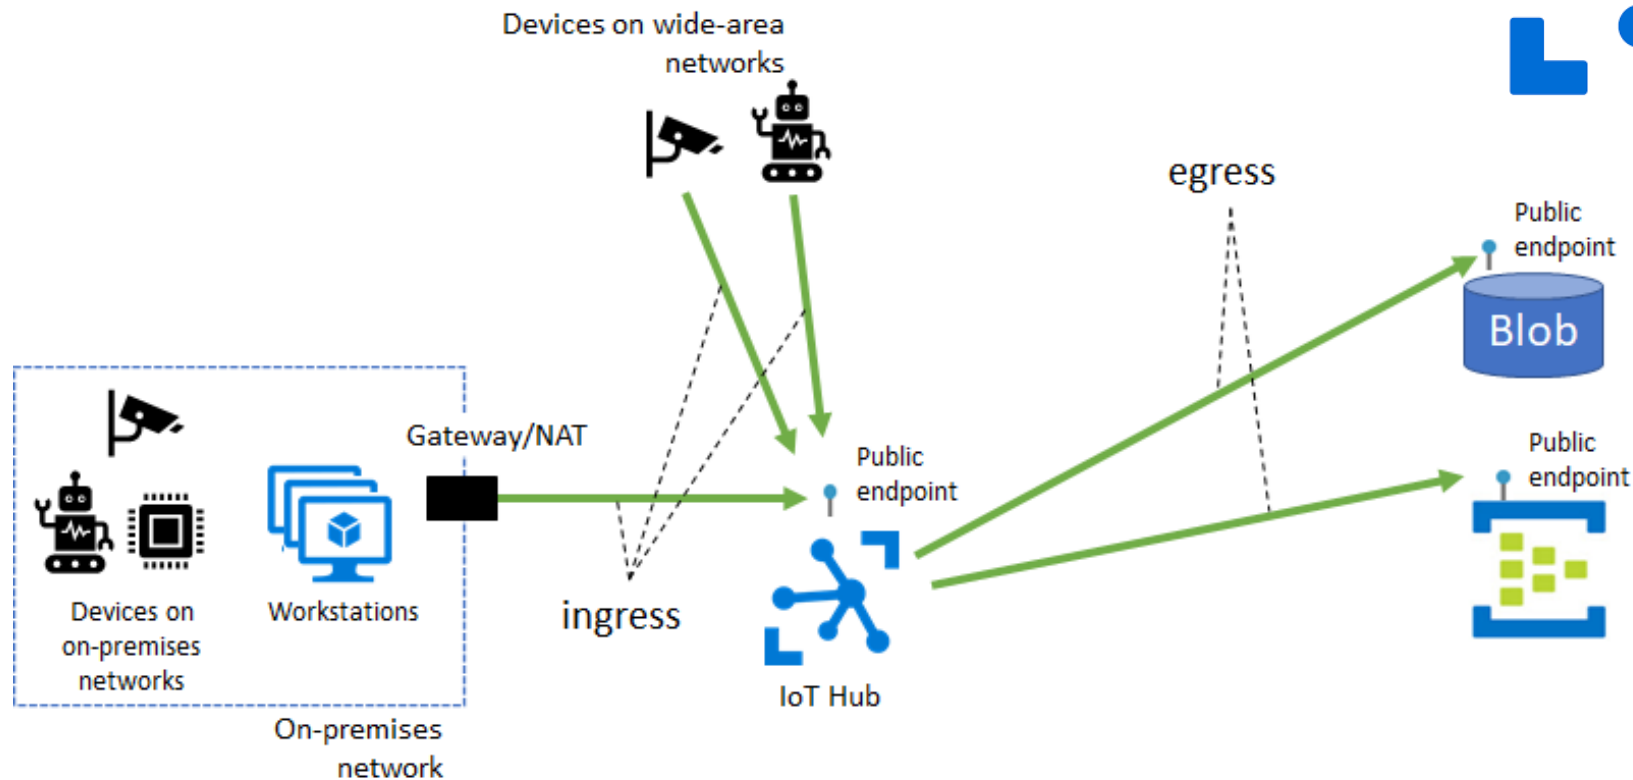 Devices on wide-area
networks
egress
Public
endpoint
Blob
Gateway/NAT
Public
endpoint
Public
endpoint
Devices on
on-premises
networks
Workstations
ingress
IoT Hub
On-premises
network